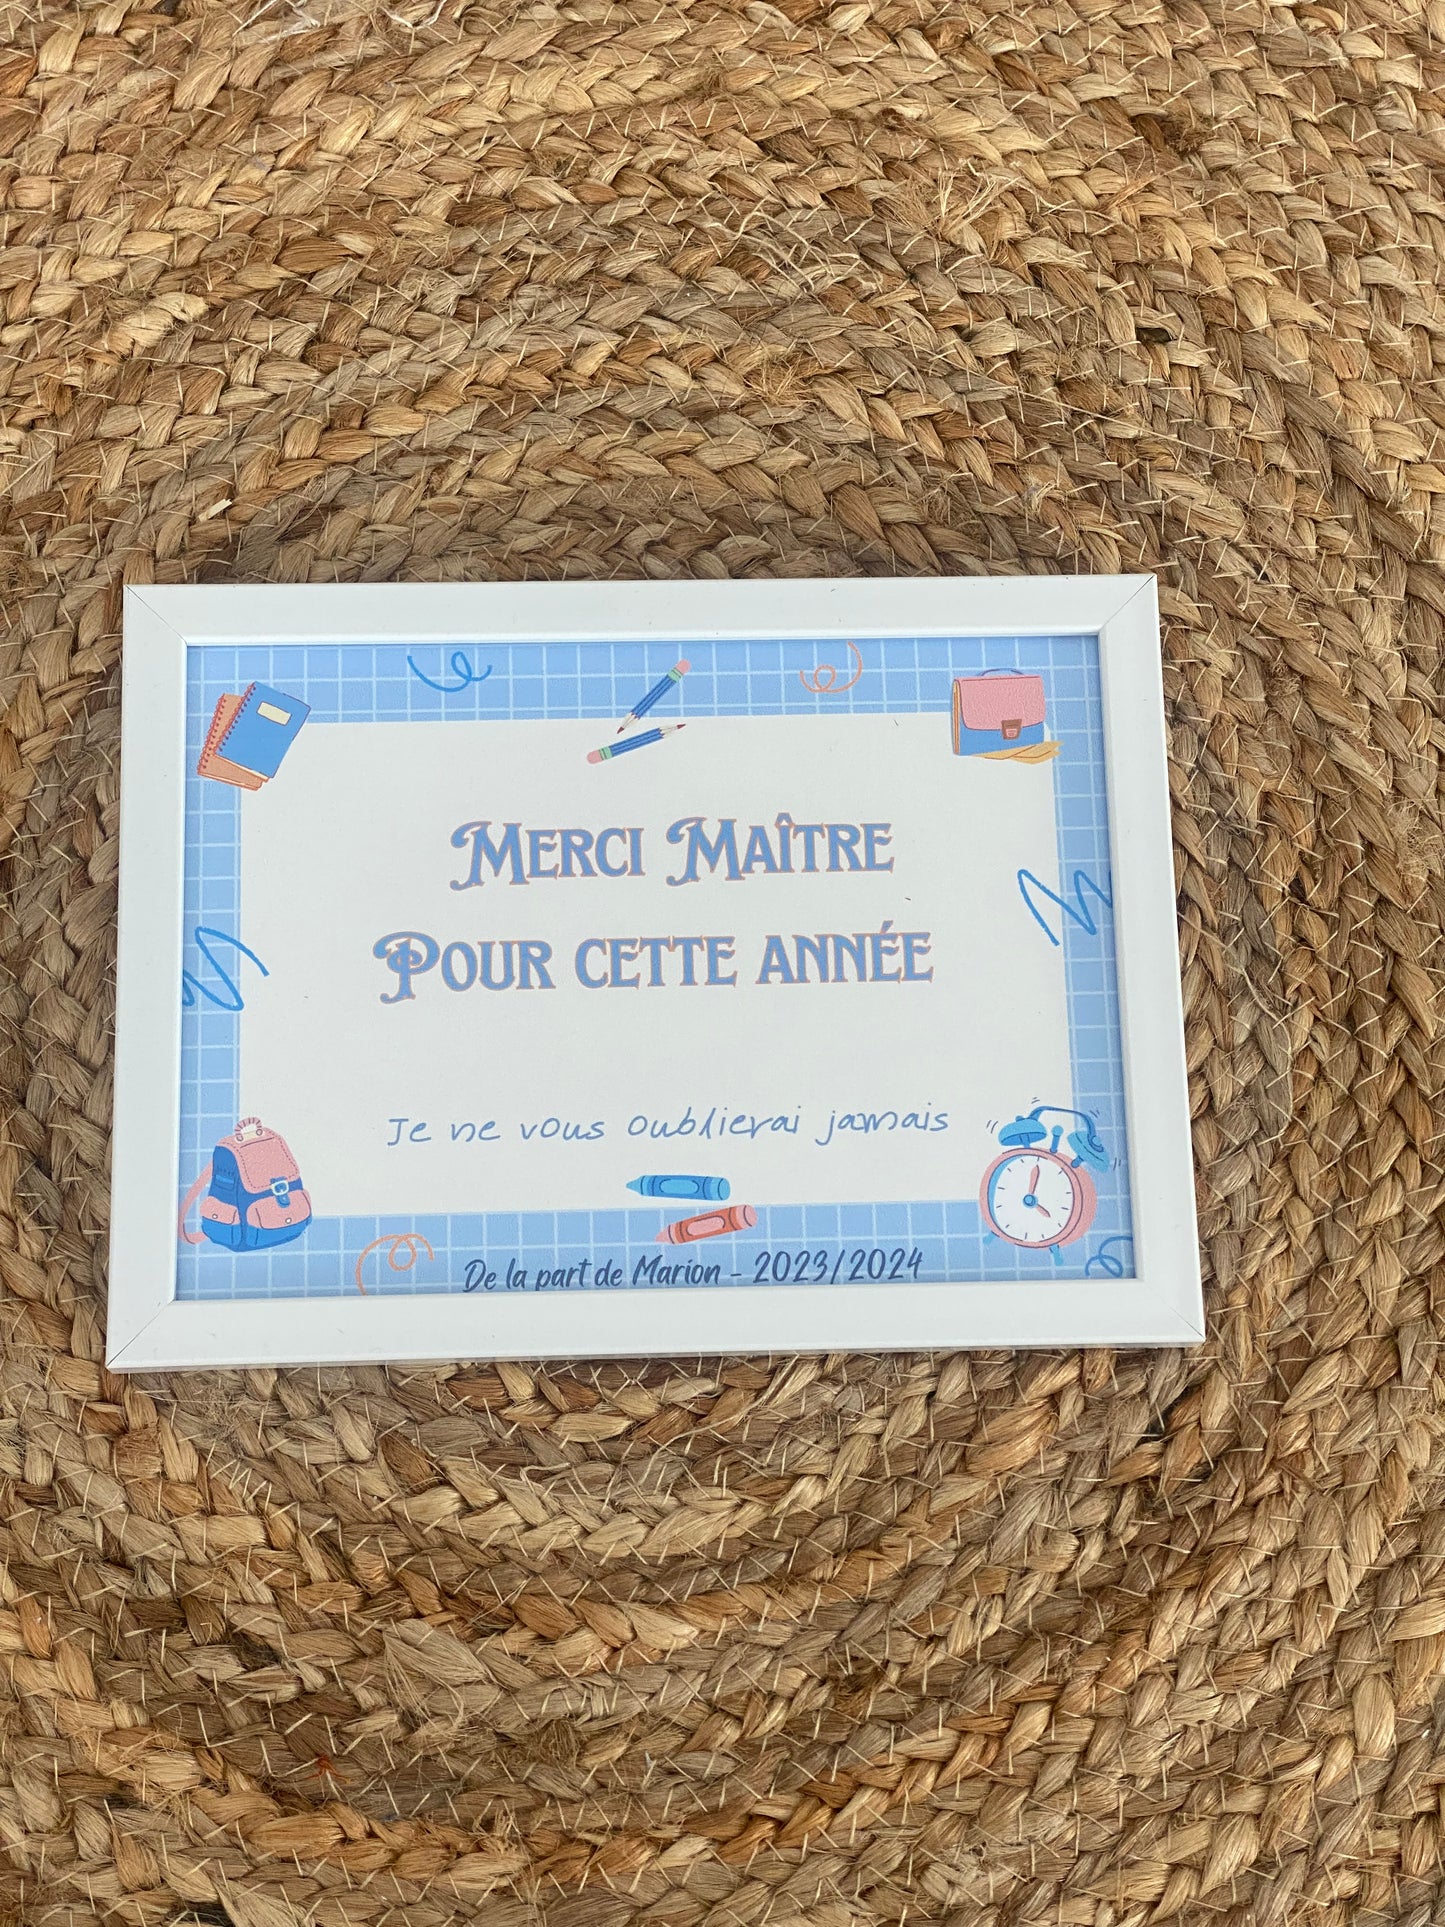 Merci Maître
Pour cette année
Je ne vous oublierai jamais
De la part de Marion - 2023/2024